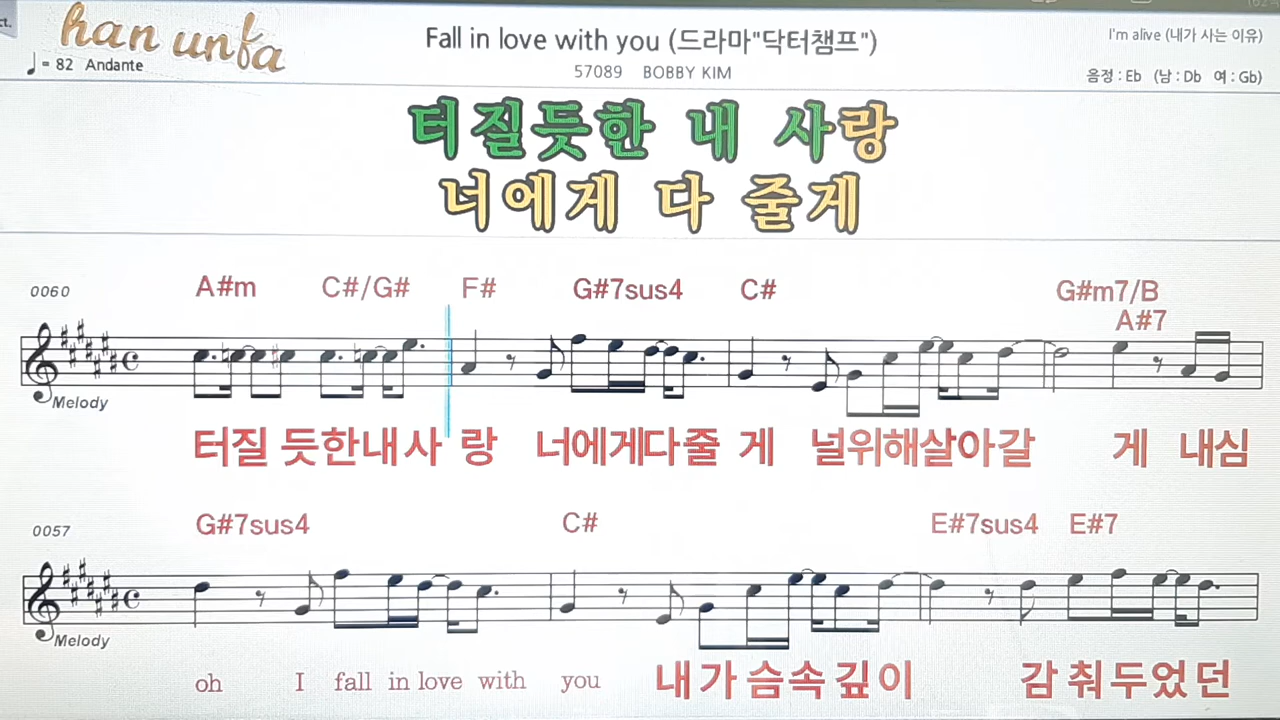 ct.
han unfa
Fall in love with you (드라마"닥터챔프")
I'm alive (내가 사는 이유)
♩= 82 Andante
57089 BOBBY KIM
음정 : Eb (남 : Db 여 : Gb)
터질듯한 내 사랑
너에게 다 줄게
0060
A#m C#/G# F# G#7sus4 C# G#m7/B
A#7
Melody
터질 듯한내사 랑 너에게다줄 게 널위해살아갈 게 내심
0057
G#7sus4 C# E#7sus4 E#7
Melody
oh I fall in love with you 내가슴속깊이 감춰두었던